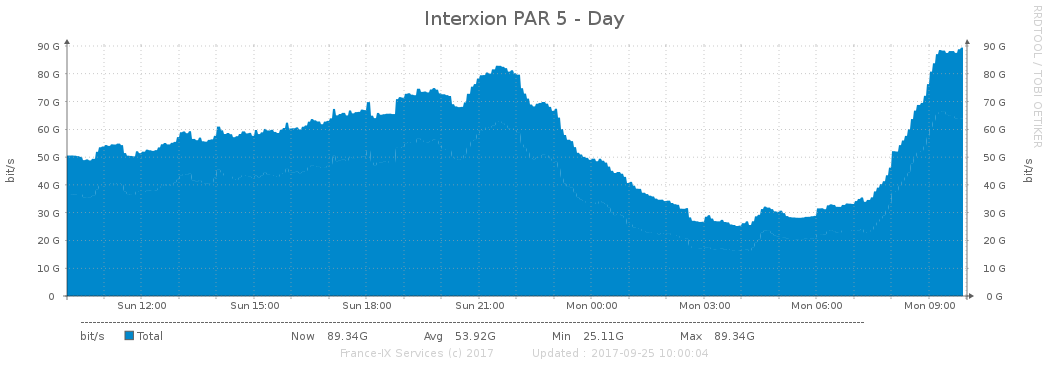 Interxion PAR 5 - Day
RRDTOOL / TOBI OETIKER
90 G 90 G
80 G 80 G
70 G 70 G
60 G 60 G
50 G 50 G
40 G 40 G
30 G 30 G
20 G 20 G
10 G 10 G
0 0 G
bit/s bit/s
Sun 12:00 Sun 15:00 Sun 18:00 Sun 21:00 Mon 00:00 Mon 03:00 Mon 06:00 Mon 09:00
bit/s Total Now 89.34G Avg 53.92G Min 25.11G Max 89.34G
France-IX Services (c) 2017 Updated : 2017-09-25 10:00:04